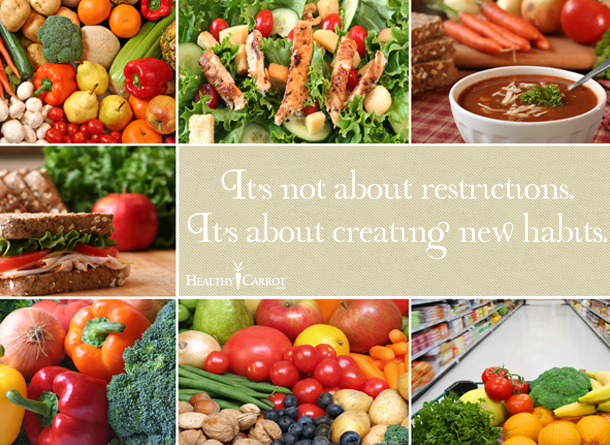 It's not about restrictions.
It's about creating new habits.
HEALTHY CARROT